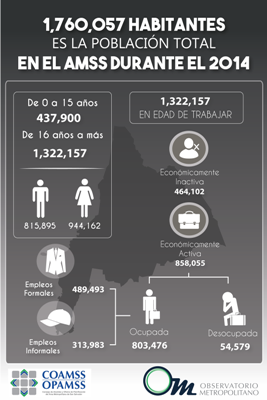 1,760,057 HABITANTES
ES LA POBLACIÓN TOTAL
EN EL AMSS DURANTE EL 2014
De 0 a 15 años
437,900
De 16 años a más
1,322,157
815,895 944,162
1,322,157
EN EDAD DE TRABAJAR
Económicamente
Inactiva
464,102
Económicamente
Activa
858,055
Empleos
Formales
489,493
Empleos
Informales
313,983
Ocupada
803,476
Desocupada
54,579
COAMSS
OPAMSS
OBSERVATORIO
METROPOLITANO